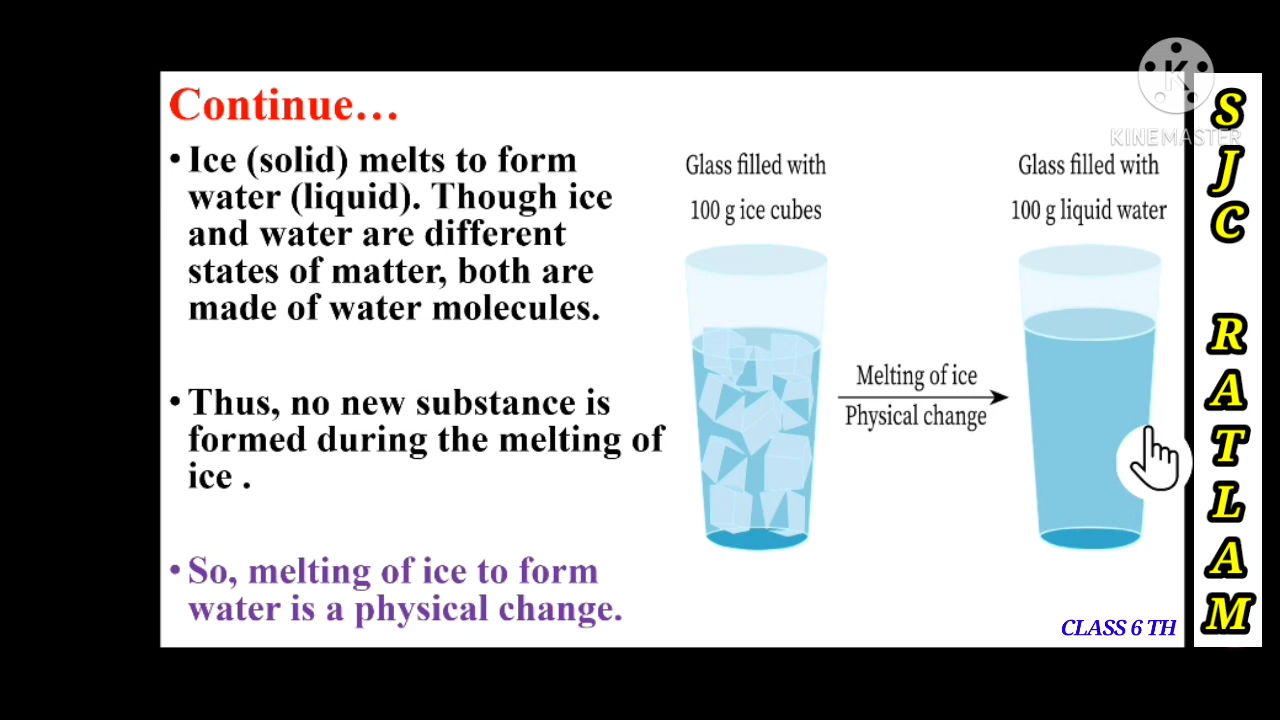 Continue...
• Ice (solid) melts to form
water (liquid). Though ice
and water are different
states of matter, both are
made of water molecules.
• Thus, no new substance is
formed during the melting of
ice .
• So, melting of ice to form
water is a physical change.
Glass filled with
100 g ice cubes
Melting of ice
Physical change
Glass filled with
100 g liquid water
CLASS 6 TH
K
KINEMASTER
SJC RATLAM